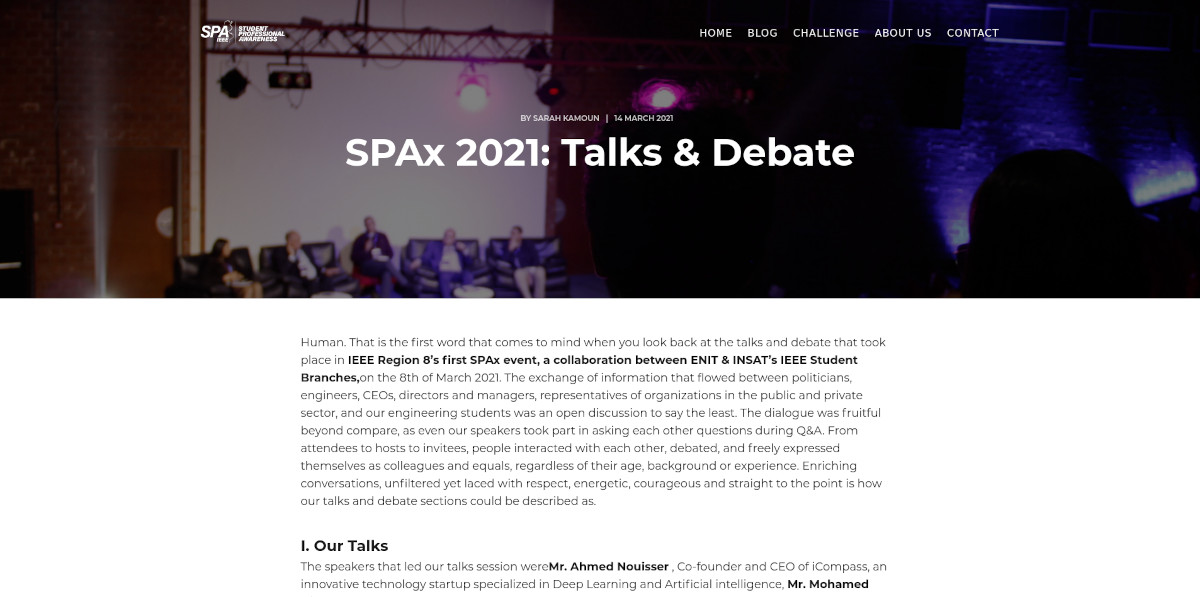 SPA IEEE STUDENT PROFESSIONAL AWARENESS
HOME BLOG CHALLENGE ABOUT US CONTACT
BY SARAH KAMOUN | 14 MARCH 2021
SPAx 2021: Talks & Debate
Human. That is the first word that comes to mind when you look back at the talks and debate that took
place in IEEE Region 8’s first SPAx event, a collaboration between ENIT & INSAT’s IEEE Student
Branches,on the 8th of March 2021. The exchange of information that flowed between politicians,
engineers, CEOs, directors and managers, representatives of organizations in the public and private
sector, and our engineering students was an open discussion to say the least. The dialogue was fruitful
beyond compare, as even our speakers took part in asking each other questions during Q&A. From
attendees to hosts to invitees, people interacted with each other, debated, and freely expressed
themselves as colleagues and equals, regardless of their age, background or experience. Enriching
conversations, unfiltered yet laced with respect, energetic, courageous and straight to the point is how
our talks and debate sections could be described as.
I. Our Talks
The speakers that led our talks session wereMr. Ahmed Nouisser , Co-founder and CEO of iCompass, an
innovative technology startup specialized in Deep Learning and Artificial intelligence, Mr. Mohamed